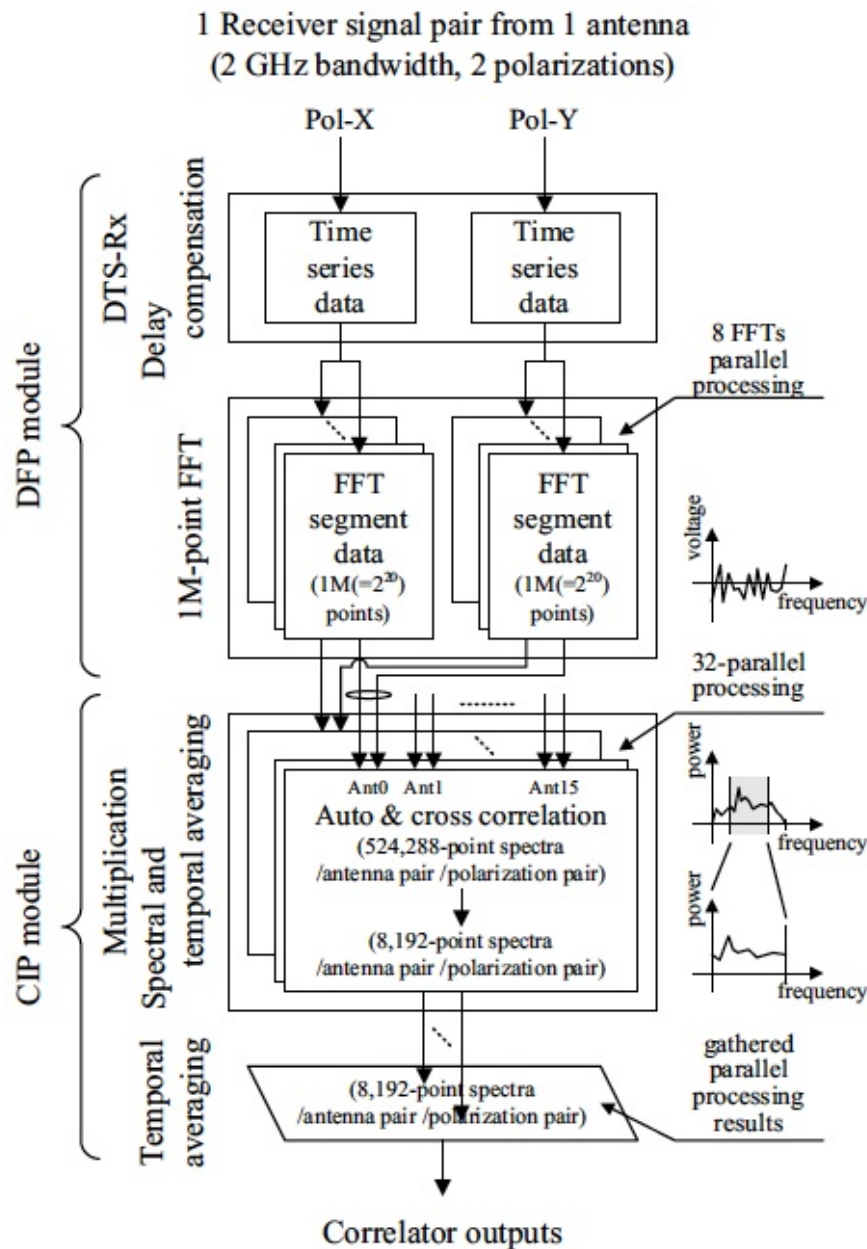 1 Receiver signal pair from 1 antenna
(2 GHz bandwidth, 2 polarizations)
Pol-X
Pol-Y
DFP module
DTS-Rx
Delay
compensation
Time
series
data
Time
series
data
8 FFTs
parallel
processing
1M-point FFT
FFT
segment
data
(1M(=2²⁰)
points)
FFT
segment
data
(1M(=2²⁰)
points)
voltage
frequency
32-parallel
processing
CIP module
Multiplication
Spectral and
temporal averaging
Ant0
Ant1
Ant15
Auto & cross correlation
(524,288-point spectra
/antenna pair /polarization pair)
(8,192-point spectra
/antenna pair /polarization pair)
power
frequency
power
frequency
Temporal
averaging
(8,192-point spectra
/antenna pair /polarization pair)
gathered
parallel
processing
results
Correlator outputs